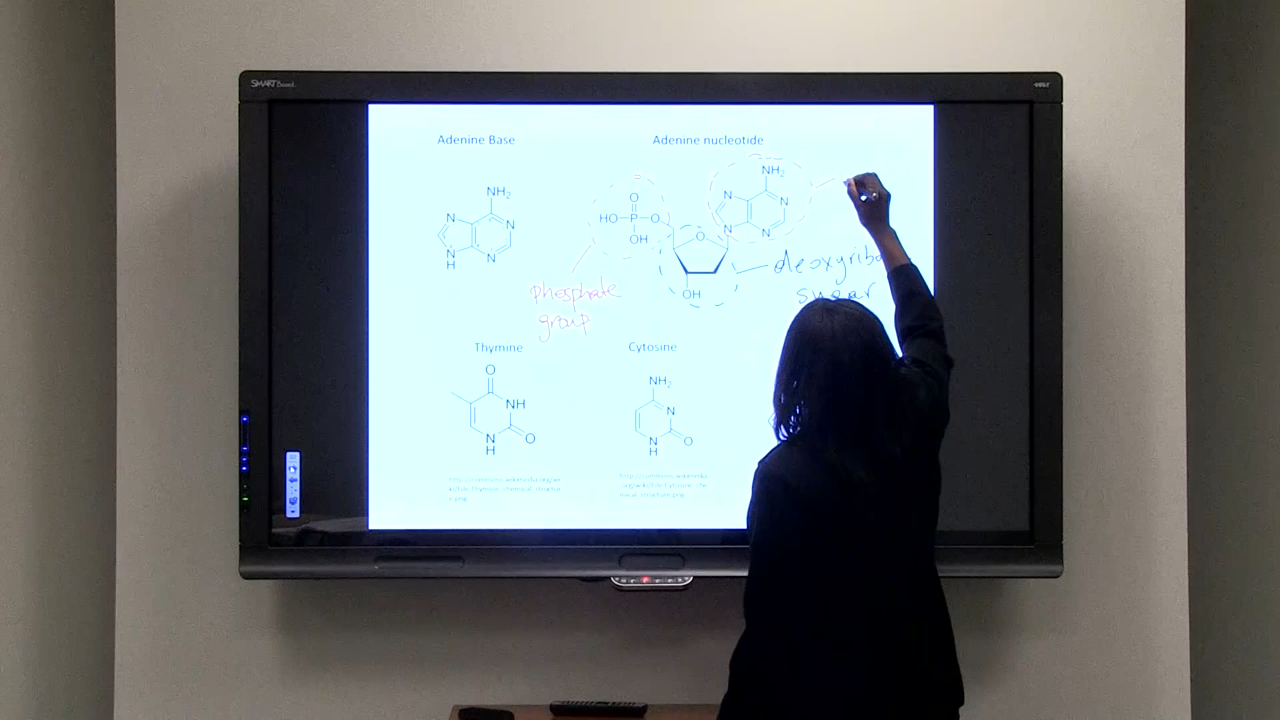 SMART Board
Adenine Base
Adenine nucleotide
NH₂
N
N
N
H
N
O
HO
P
O
OH
O
OH
NH₂
N
N
N
N
phosphate
group
deoxyribo
sugar
Thymine
Cytosine
O
NH
N
H
O
NH₂
N
N
H
O